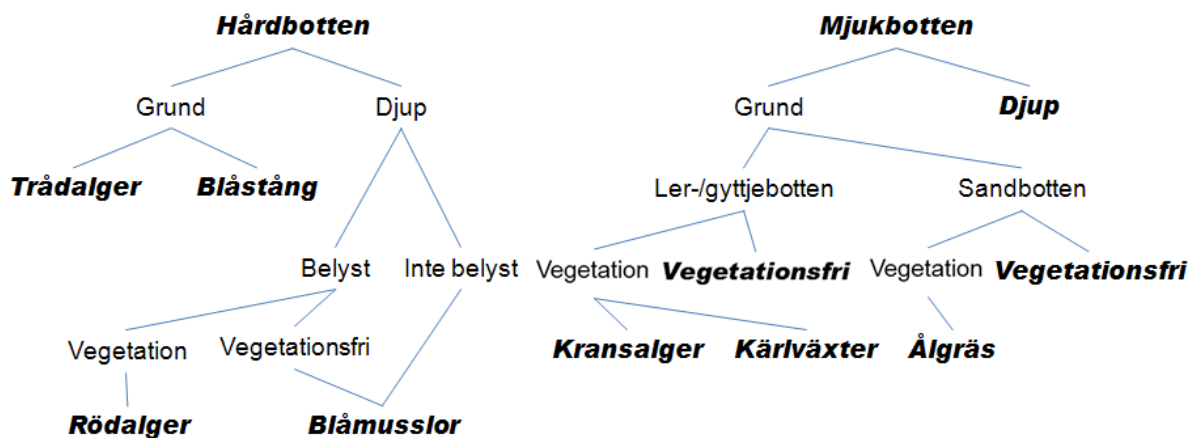 Hårdbotten
Mjukbotten
Grund
Djup
Grund
Djup
Trådalger
Blåstång
Ler-/gyttjebotten
Sandbotten
Belyst
Inte belyst
Vegetation
Vegetationsfri
Vegetation
Vegetationsfri
Vegetation
Vegetationsfri
Kransalger
Kärlväxter
Ålgräs
Rödalger
Blåmusslor